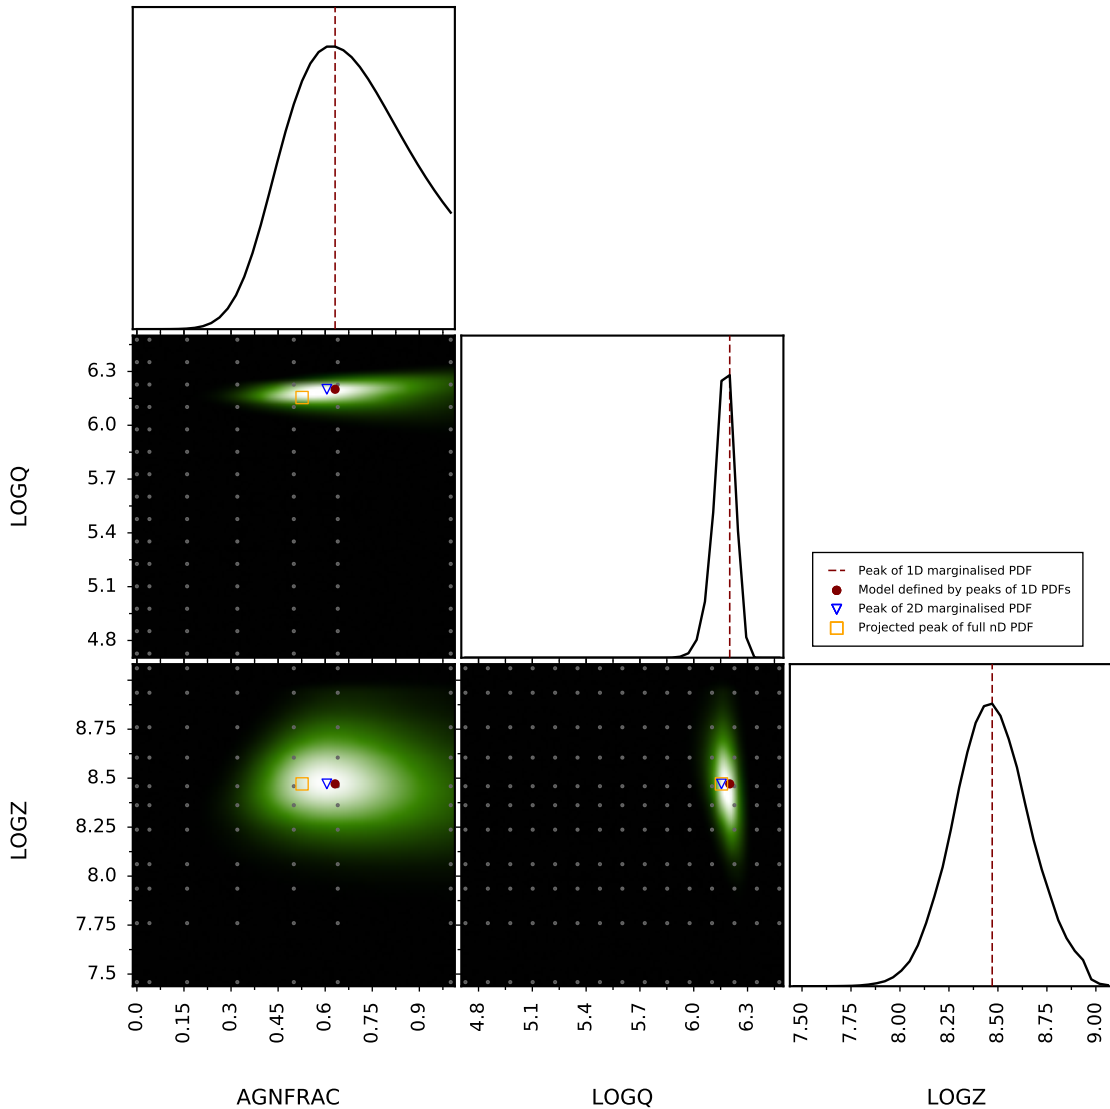 6.3
6.0
5.7
5.4
5.1
4.8
LOGQ
Peak of 1D marginalised PDF
Model defined by peaks of 1D PDFs
Peak of 2D marginalised PDF
Projected peak of full nD PDF
8.75
8.5
8.25
8.0
7.75
7.5
LOGZ
0.0 0.15 0.3 0.45 0.6 0.75 0.9
4.8 5.1 5.4 5.7 6.0 6.3
7.50 7.75 8.00 8.25 8.50 8.75 9.00
AGNFRAC
LOGQ
LOGZ